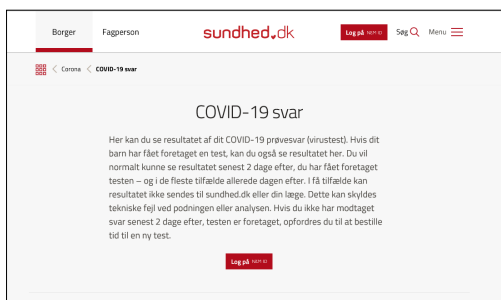 Borger Fagperson sundhed.dk Log på NEM ID Søg Menu
Corona COVID-19 svar
COVID-19 svar
Her kan du se resultatet af dit COVID-19 prøvesvar (virustest). Hvis dit
barn har fået foretaget en test, kan du også se resultatet her. Du vil
normalt kunne se resultatet senest 2 dage efter, du har fået foretaget
testen – og i de fleste tilfælde allerede dagen efter. I få tilfælde kan
resultatet ikke sendes til sundhed.dk eller din læge. Dette kan skyldes
tekniske fejl ved podningen eller analysen. Hvis du ikke har modtaget
svar senest 2 dage efter, testen er foretaget, opfordres du til at bestille
tid til en ny test.
Log på NEM ID